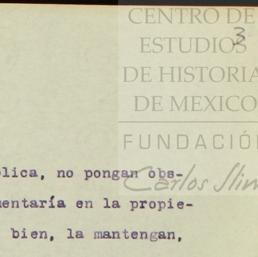 CENTRO DE
ESTUDIOS
DE HISTORIA
DE MEXICO
3
FUNDACIÓN
Carlos Slim
lica, no pongan obs-
mentaría en la propie-
bien, la mantengan,